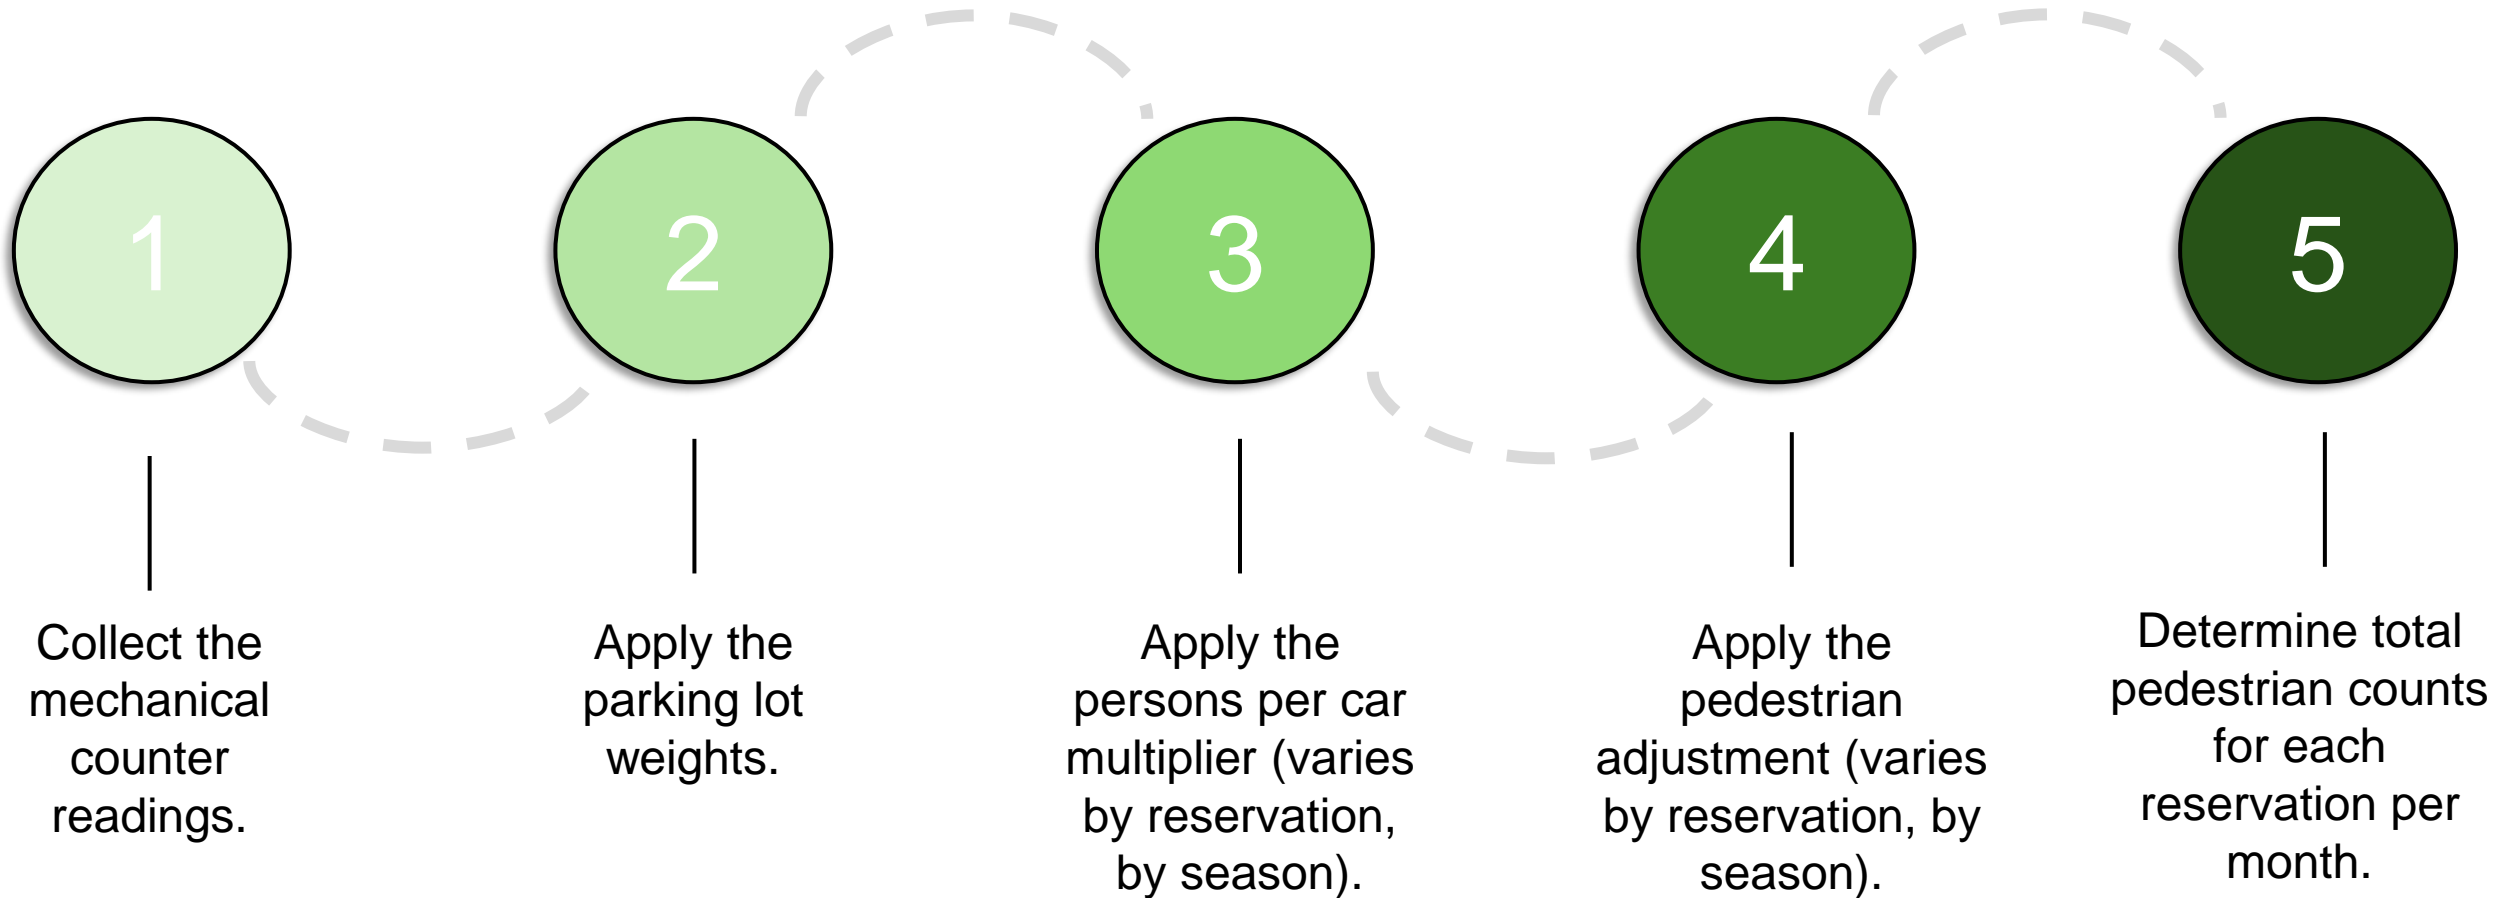 1
Collect the
mechanical
counter
readings.
2
Apply the
parking lot
weights.
3
Apply the
persons per car
multiplier (varies
by reservation,
by season).
4
Apply the
pedestrian
adjustment (varies
by reservation, by
season).
5
Determine total
pedestrian counts
for each
reservation per
month.